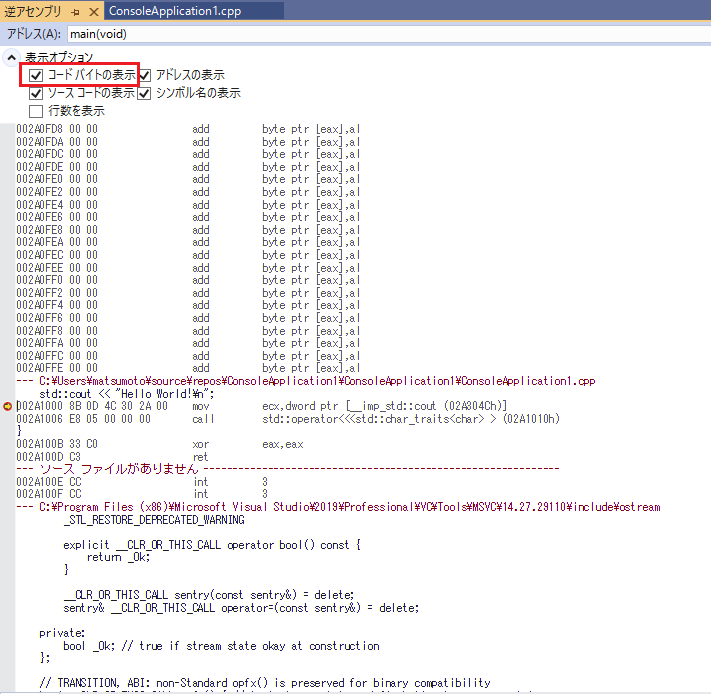 逆アセンブリ ConsoleApplication1.cpp
アドレス(A): main(void)
表示オプション
コード バイトの表示 アドレスの表示
ソース コードの表示 シンボル名の表示
行数を表示
002A0FD8 00 00 add byte ptr [eax],al
002A0FDA 00 00 add byte ptr [eax],al
002A0FDC 00 00 add byte ptr [eax],al
002A0FDE 00 00 add byte ptr [eax],al
002A0FE0 00 00 add byte ptr [eax],al
002A0FE2 00 00 add byte ptr [eax],al
002A0FE4 00 00 add byte ptr [eax],al
002A0FE6 00 00 add byte ptr [eax],al
002A0FE8 00 00 add byte ptr [eax],al
002A0FEA 00 00 add byte ptr [eax],al
002A0FEC 00 00 add byte ptr [eax],al
002A0FEE 00 00 add byte ptr [eax],al
002A0FF0 00 00 add byte ptr [eax],al
002A0FF2 00 00 add byte ptr [eax],al
002A0FF4 00 00 add byte ptr [eax],al
002A0FF6 00 00 add byte ptr [eax],al
002A0FF8 00 00 add byte ptr [eax],al
002A0FFA 00 00 add byte ptr [eax],al
002A0FFC 00 00 add byte ptr [eax],al
002A0FFE 00 00 add byte ptr [eax],al
--- C:¥Users¥matsumoto¥source¥repos¥ConsoleApplication1¥ConsoleApplication1¥ConsoleApplication1.cpp
std::cout << "Hello World!¥n";
002A1000 8B 0D 4C 30 2A 00 mov ecx,dword ptr [__imp_std::cout (02A304Ch)]
002A1006 E8 05 00 00 00 call std::operator<<<std::char_traits<char> > (02A1010h)
}
002A100B 33 C0 xor eax,eax
002A100D C3 ret
--- ソース ファイルがありません ------------------------------------------------------------
002A100E CC int 3
002A100F CC int 3
--- C:¥Program Files (x86)¥Microsoft Visual Studio¥2019¥Professional¥VC¥Tools¥MSVC¥14.27.29110¥include¥ostream
_STL_RESTORE_DEPRECATED_WARNING
explicit __CLR_OR_THIS_CALL operator bool() const {
return _Ok;
}
__CLR_OR_THIS_CALL sentry(const sentry&) = delete;
sentry& __CLR_OR_THIS_CALL operator=(const sentry&) = delete;
private:
bool _Ok; // true if stream state okay at construction
};
// TRANSITION, ABI: non-Standard opfx() is preserved for binary compatibility